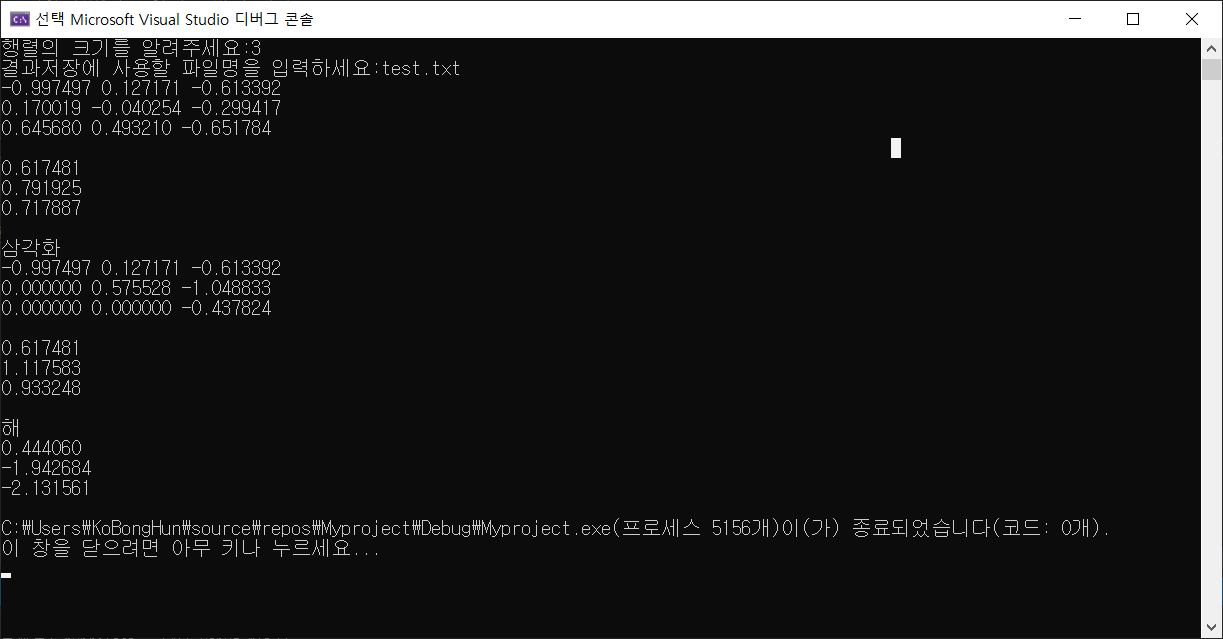 선택 Microsoft Visual Studio 디버그 콘솔
행렬의 크기를 알려주세요:3
결과저장에 사용할 파일명을 입력하세요:test.txt
-0.997497 0.127171 -0.613392
0.170019 -0.040254 -0.299417
0.645680 0.493210 -0.651784
0.617481
0.791925
0.717887
삼각화
-0.997497 0.127171 -0.613392
0.000000 0.575528 -1.048833
0.000000 0.000000 -0.437824
0.617481
1.117583
0.933248
해
0.444060
-1.942684
-2.131561
C:₩Users₩KoBongHun₩source₩repos₩Myproject₩Debug₩Myproject.exe(프로세스 5156개)이(가) 종료되었습니다(코드: 0개).
이 창을 닫으려면 아무 키나 누르세요...